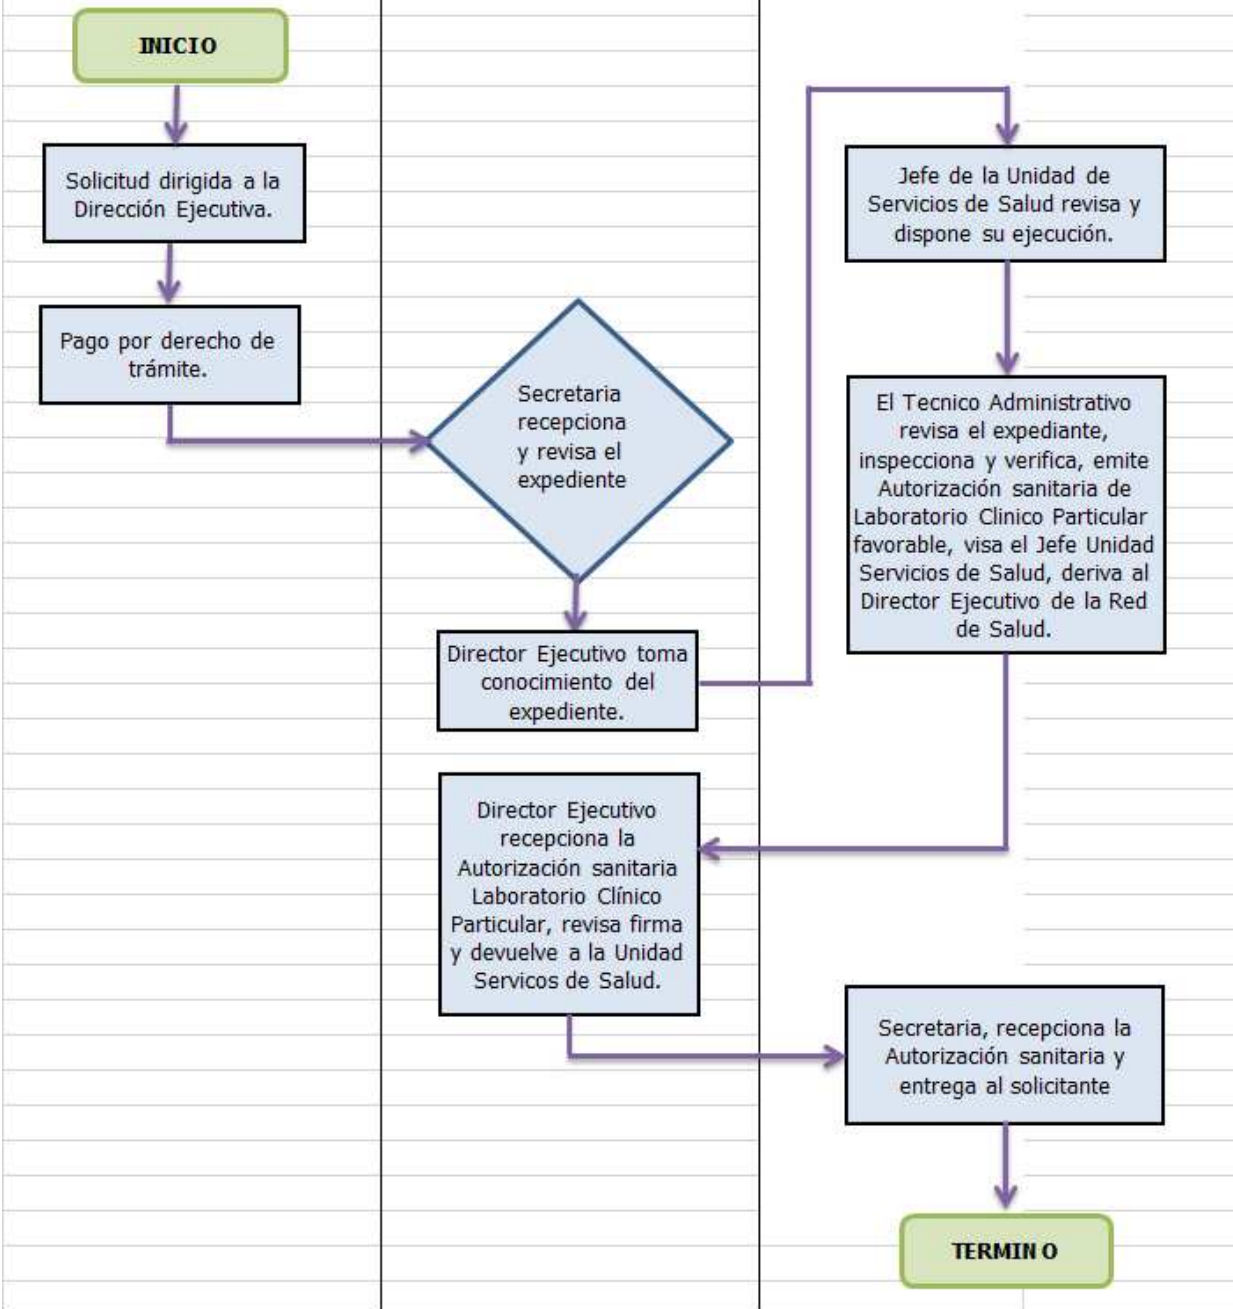 INICIO
Solicitud dirigida a la
Dirección Ejecutiva.
Pago por derecho de
trámite.
Secretaria
recepciona
y revisa el
expediente
Director Ejecutivo toma
conocimiento del
expediente.
Jefe de la Unidad de
Servicios de Salud revisa y
dispone su ejecución.
El Tecnico Administrativo
revisa el expediante,
inspecciona y verifica, emite
Autorización sanitaria de
Laboratorio Clinico Particular
favorable, visa el Jefe Unidad
Servicios de Salud, deriva al
Director Ejecutivo de la Red
de Salud.
Director Ejecutivo
recepciona la
Autorización sanitaria
Laboratorio Clínico
Particular, revisa firma
y devuelve a la Unidad
Servicos de Salud.
Secretaria, recepciona la
Autorización sanitaria y
entrega al solicitante
TERMINO